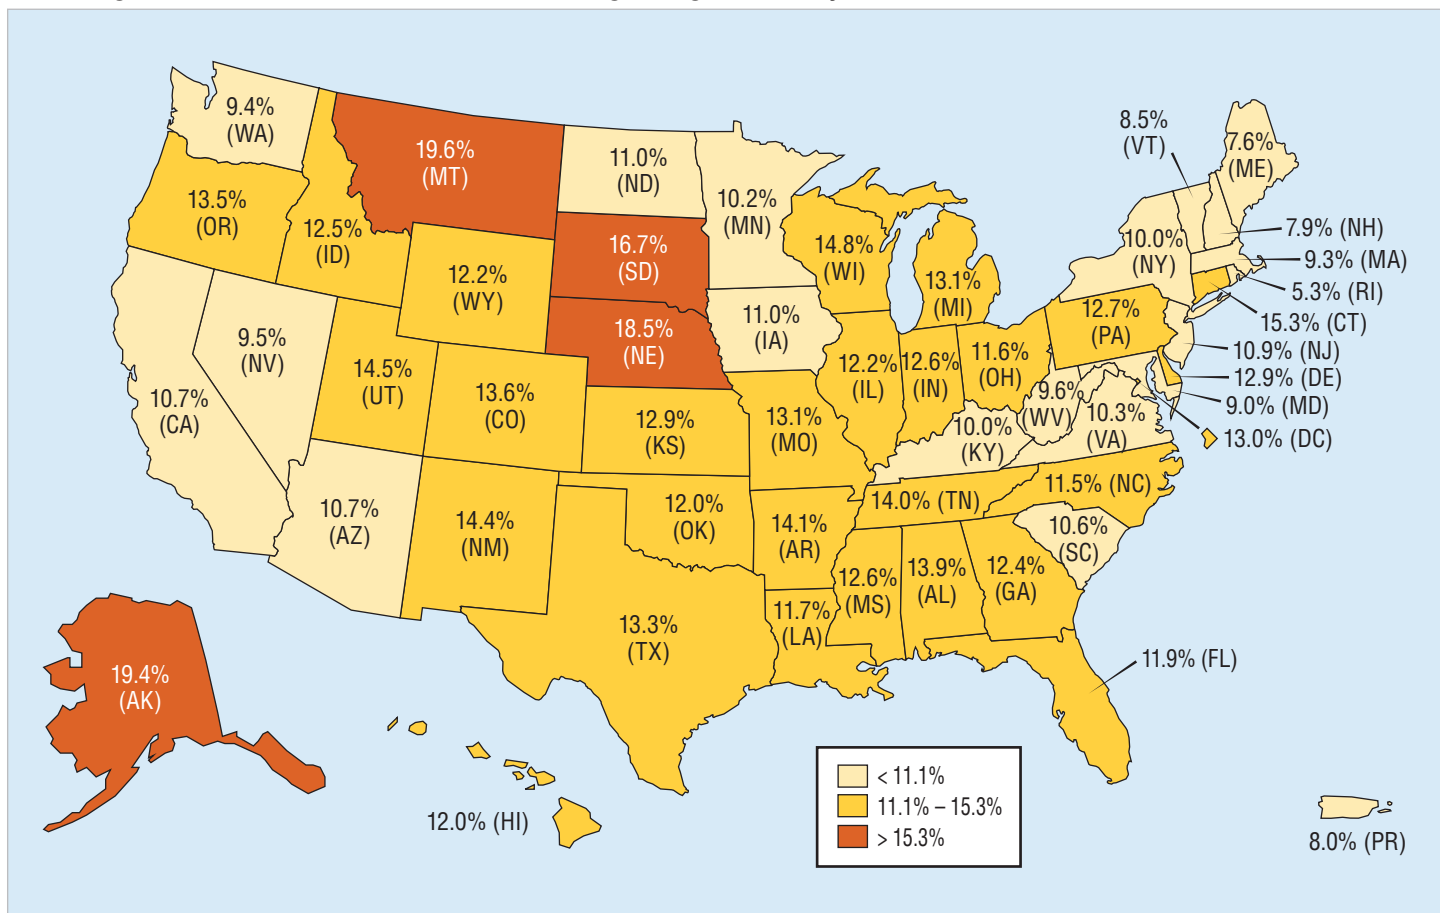 9.4%
(WA)
13.5%
(OR)
12.5%
(ID)
19.6%
(MT)
11.0%
(ND)
10.2%
(MN)
16.7%
(SD)
12.2%
(WY)
14.8%
(WI)
13.1%
(MI)
8.5%
(VT)
7.6%
(ME)
10.0%
(NY)
7.9% (NH)
9.3% (MA)
5.3% (RI)
15.3% (CT)
10.9% (NJ)
12.9% (DE)
9.0% (MD)
13.0% (DC)
12.7%
(PA)
9.5%
(NV)
10.7%
(CA)
14.5%
(UT)
13.6%
(CO)
18.5%
(NE)
11.0%
(IA)
12.2%
(IL)
12.6%
(IN)
11.6%
(OH)
9.6%
(WV)
10.3%
(VA)
10.0%
(KY)
12.9%
(KS)
13.1%
(MO)
10.7%
(AZ)
14.4%
(NM)
12.0%
(OK)
14.1%
(AR)
14.0% (TN)
11.5% (NC)
10.6%
(SC)
12.6%
(MS)
13.9%
(AL)
12.4%
(GA)
13.3%
(TX)
11.7%
(LA)
11.9% (FL)
19.4%
(AK)
12.0% (HI)
8.0% (PR)
< 11.1%
11.1% – 15.3%
> 15.3%